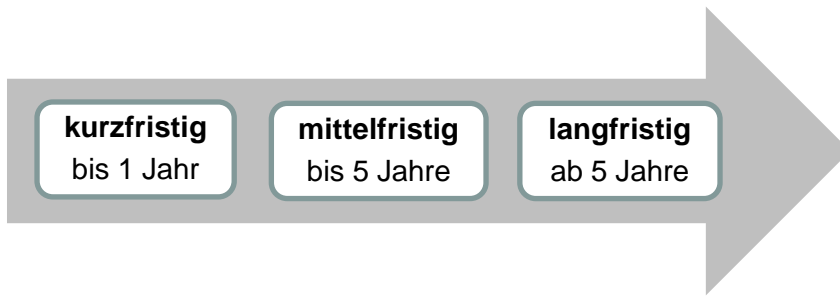 kurzfristig
bis 1 Jahr
mittelfristig
bis 5 Jahre
langfristig
ab 5 Jahre